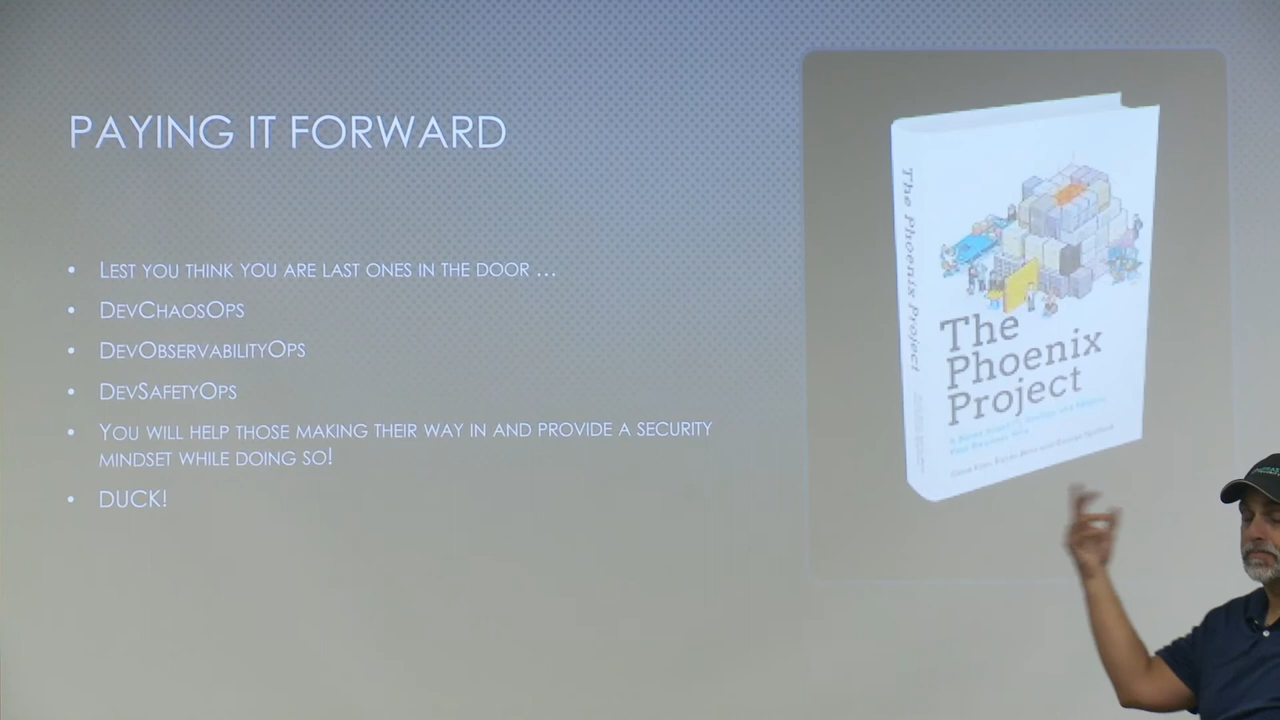 PAYING IT FORWARD
• LEST YOU THINK YOU ARE LAST ONES IN THE DOOR ...
• DEVCHAOSOPS
• DEVOBSERVABILITYOPS
• DEVSAFETYOPS
• YOU WILL HELP THOSE MAKING THEIR WAY IN AND PROVIDE A SECURITY
MINDSET WHILE DOING SO!
• DUCK!
The Phoenix Project
The
Phoenix
Project